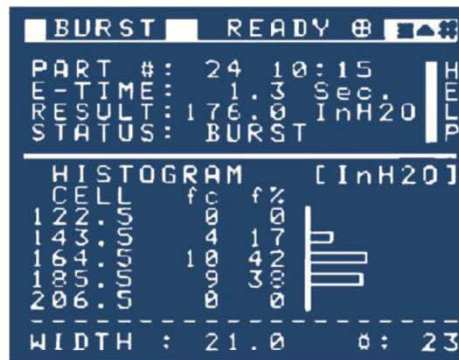 BURST READY
PART #: 24 10:15
E-TIME: 1.3 Sec.
RESULT:176.0 InH2O
STATUS: BURST
HELP
HISTOGRAM [InH2O]
CELL fc f%
122.5 0 0
143.5 4 17
164.5 10 42
185.5 9 38
206.5 0 0
WIDTH : 21.0 ¤: 23